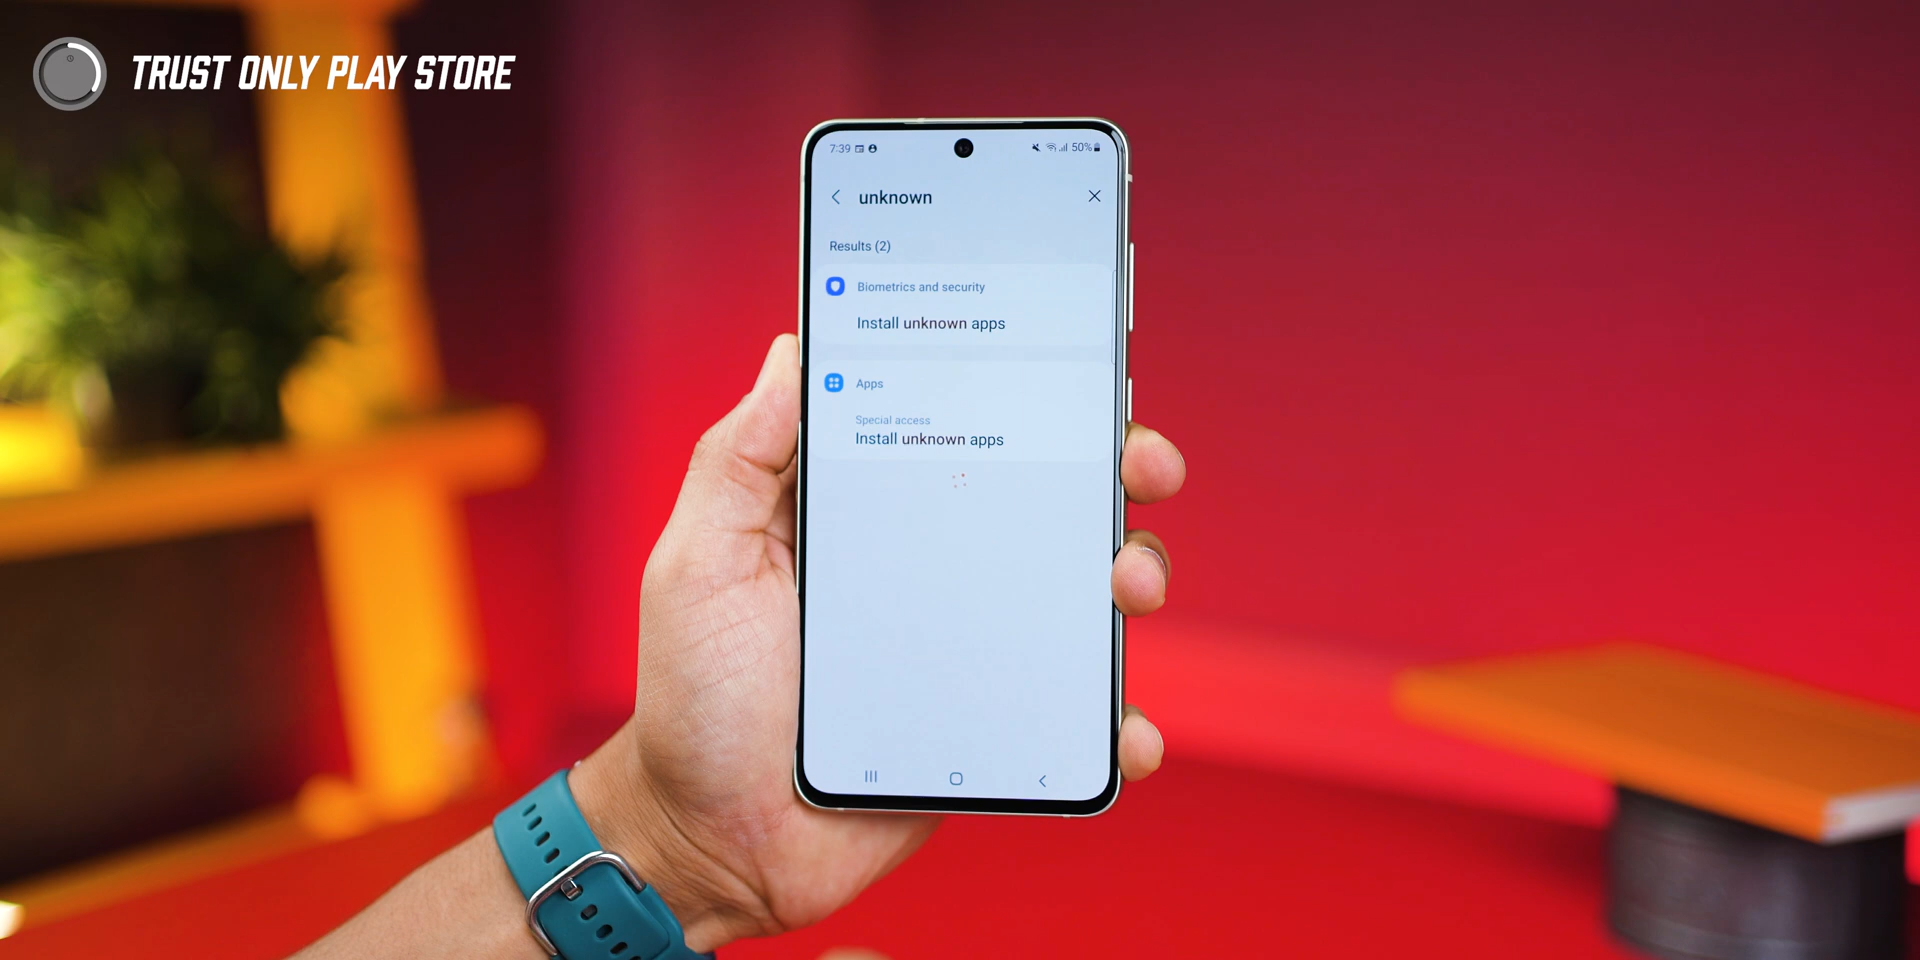 TRUST ONLY PLAY STORE
7:39 50%
unknown
Results (2)
Biometrics and security
Install unknown apps
Apps
Special access
Install unknown apps